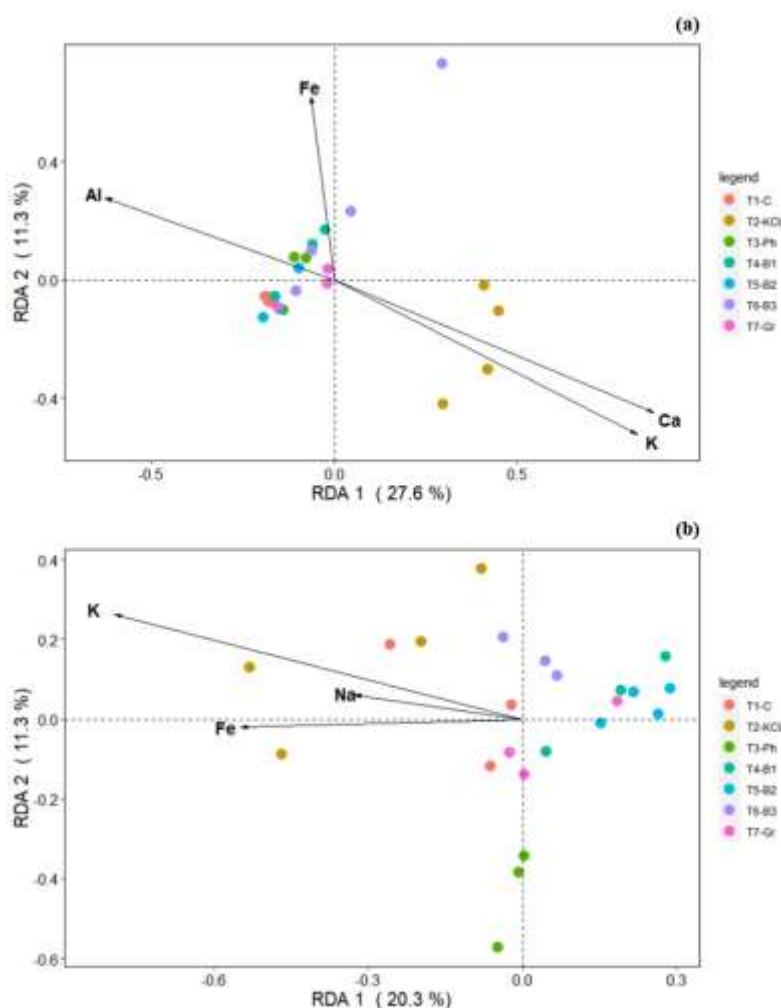 (a)
Fe
Al
Ca
K
0.4
0.0
-0.4
RDA 2 ( 11.3 %)
-0.5
0.0
0.5
RDA 1 ( 27.6 %)
legend
T1-C
T2-KCl
T3-Ph
T4-B1
T5-B2
T6-B3
T7-Gr
(b)
K
Na
Fe
0.4
0.2
0.0
-0.2
-0.4
-0.6
RDA 2 ( 11.3 %)
-0.6
-0.3
0.0
0.3
RDA 1 ( 20.3 %)
legend
T1-C
T2-KCl
T3-Ph
T4-B1
T5-B2
T6-B3
T7-Gr